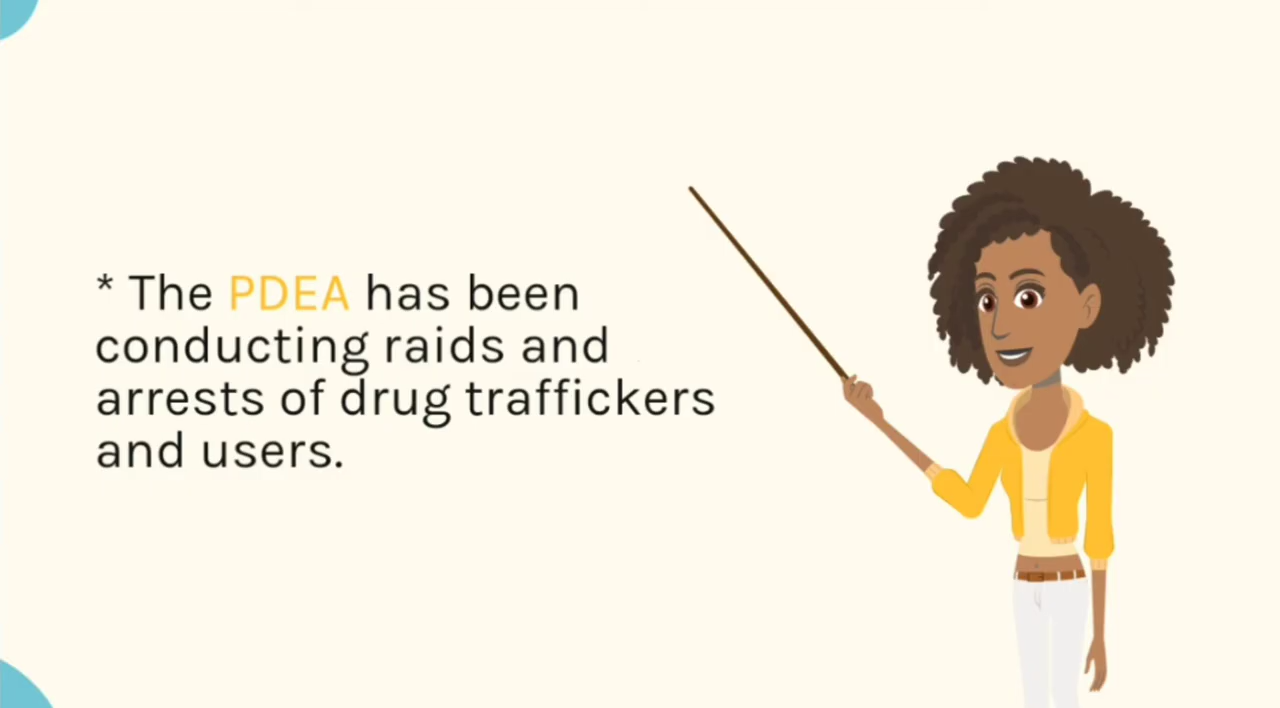 * The PDEA has been
conducting raids and
arrests of drug traffickers
and users.